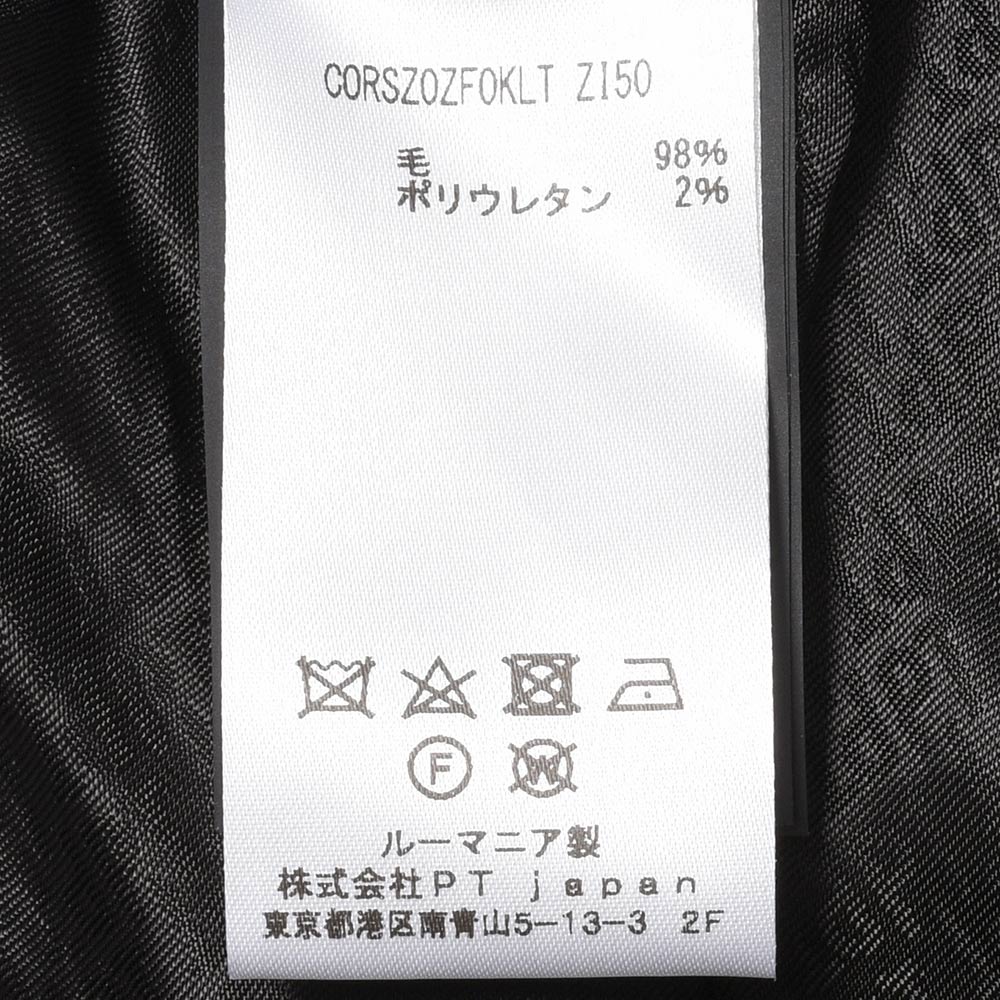 CORSZOZFOKLT ZI50
毛 98%
ポリウレタン 2%
F W
ルーマニア製
株式会社PT japan
東京都港区南青山5-13-3 2F